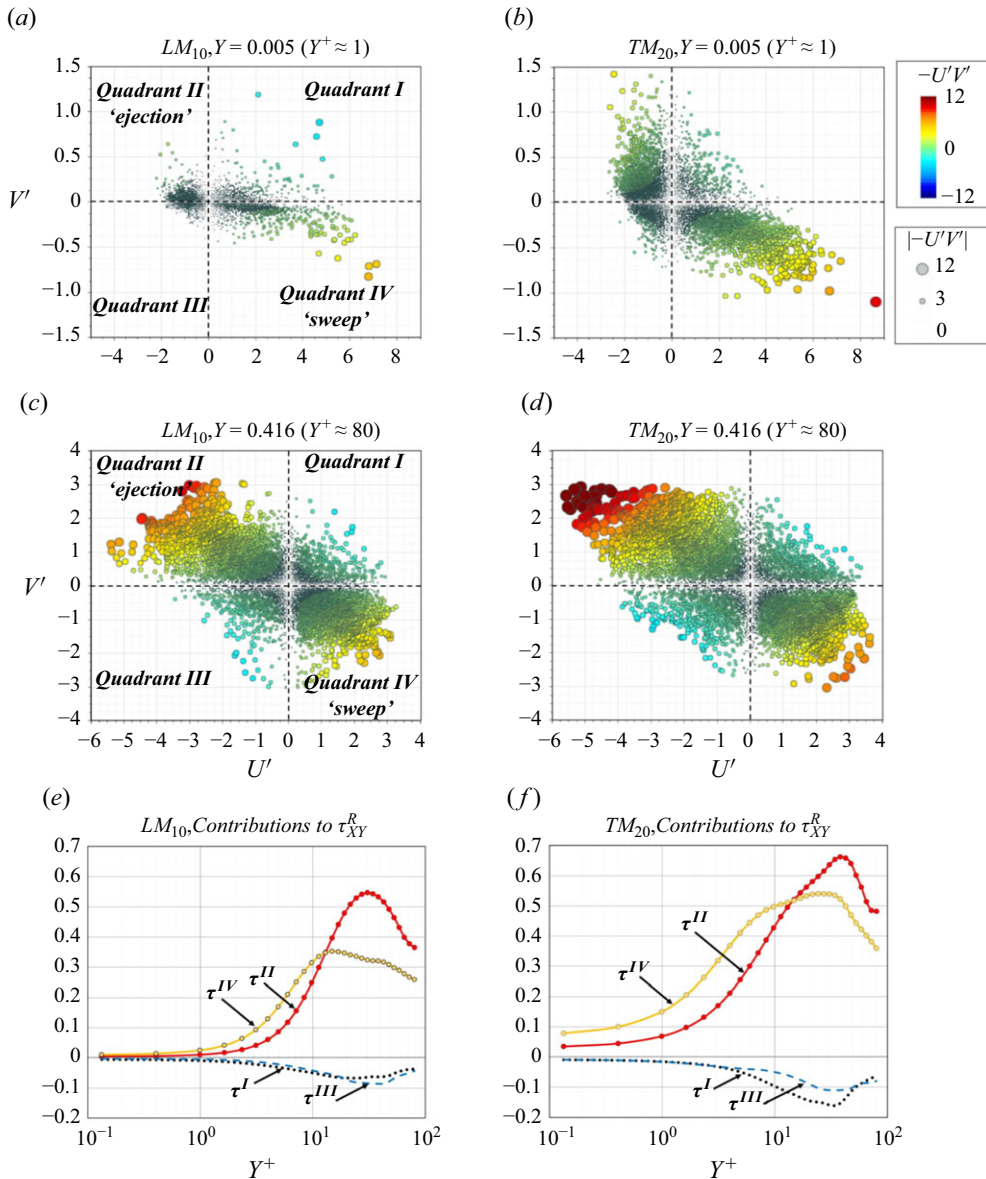 (a)
LM10, Y = 0.005 (Y+ ≈ 1)
1.5
1.0
0.5
0
−0.5
−1.0
−1.5
V′
Quadrant II
‘ejection’
Quadrant I
Quadrant III
Quadrant IV
‘sweep’
−4 −2 0 2 4 6 8
(b)
TM20, Y = 0.005 (Y+ ≈ 1)
1.5
1.0
0.5
0
−0.5
−1.0
−1.5
−4 −2 0 2 4 6 8
−U′V′
12
0
−12
|−U′V′|
12
3
0
(c)
LM10, Y = 0.416 (Y+ ≈ 80)
4
3
2
1
0
−1
−2
−3
−4
V′
Quadrant II
‘ejection’
Quadrant I
Quadrant III
Quadrant IV
‘sweep’
−6 −5 −4 −3 −2 −1 0 1 2 3 4
U′
(d)
TM20, Y = 0.416 (Y+ ≈ 80)
4
3
2
1
0
−1
−2
−3
−4
−6 −5 −4 −3 −2 −1 0 1 2 3 4
U′
(e)
LM10, Contributions to τRXY
0.7
0.6
0.5
0.4
0.3
0.2
0.1
0
−0.1
−0.2
τIV
τII
τI
τIII
10−1 100 101 102
Y+
(f)
TM20, Contributions to τRXY
0.7
0.6
0.5
0.4
0.3
0.2
0.1
0
−0.1
−0.2
τII
τIV
τI
τIII
10−1 100 101 102
Y+